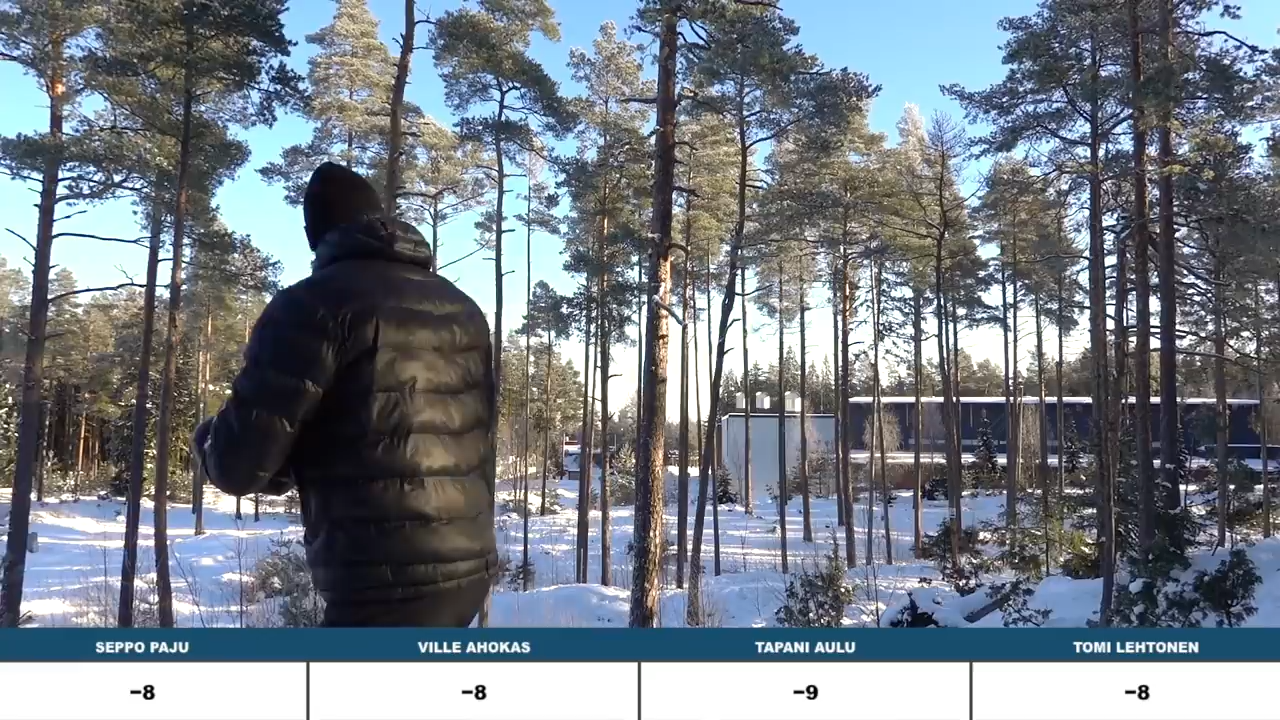 SEPPO PAJU VILLE AHOKAS TAPANI AULU TOMI LEHTONEN
−8 −8 −9 −8